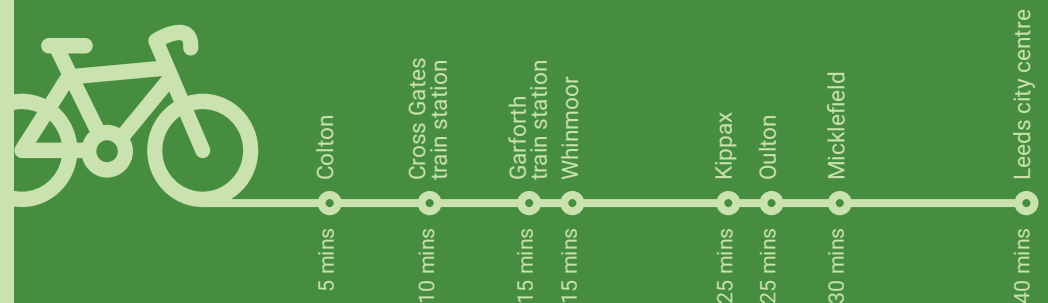 Colton
5 mins
Cross Gates
train station
10 mins
Garforth
train station
15 mins
Whinmoor
15 mins
Kippax
25 mins
Oulton
25 mins
Micklefield
30 mins
Leeds city centre
40 mins